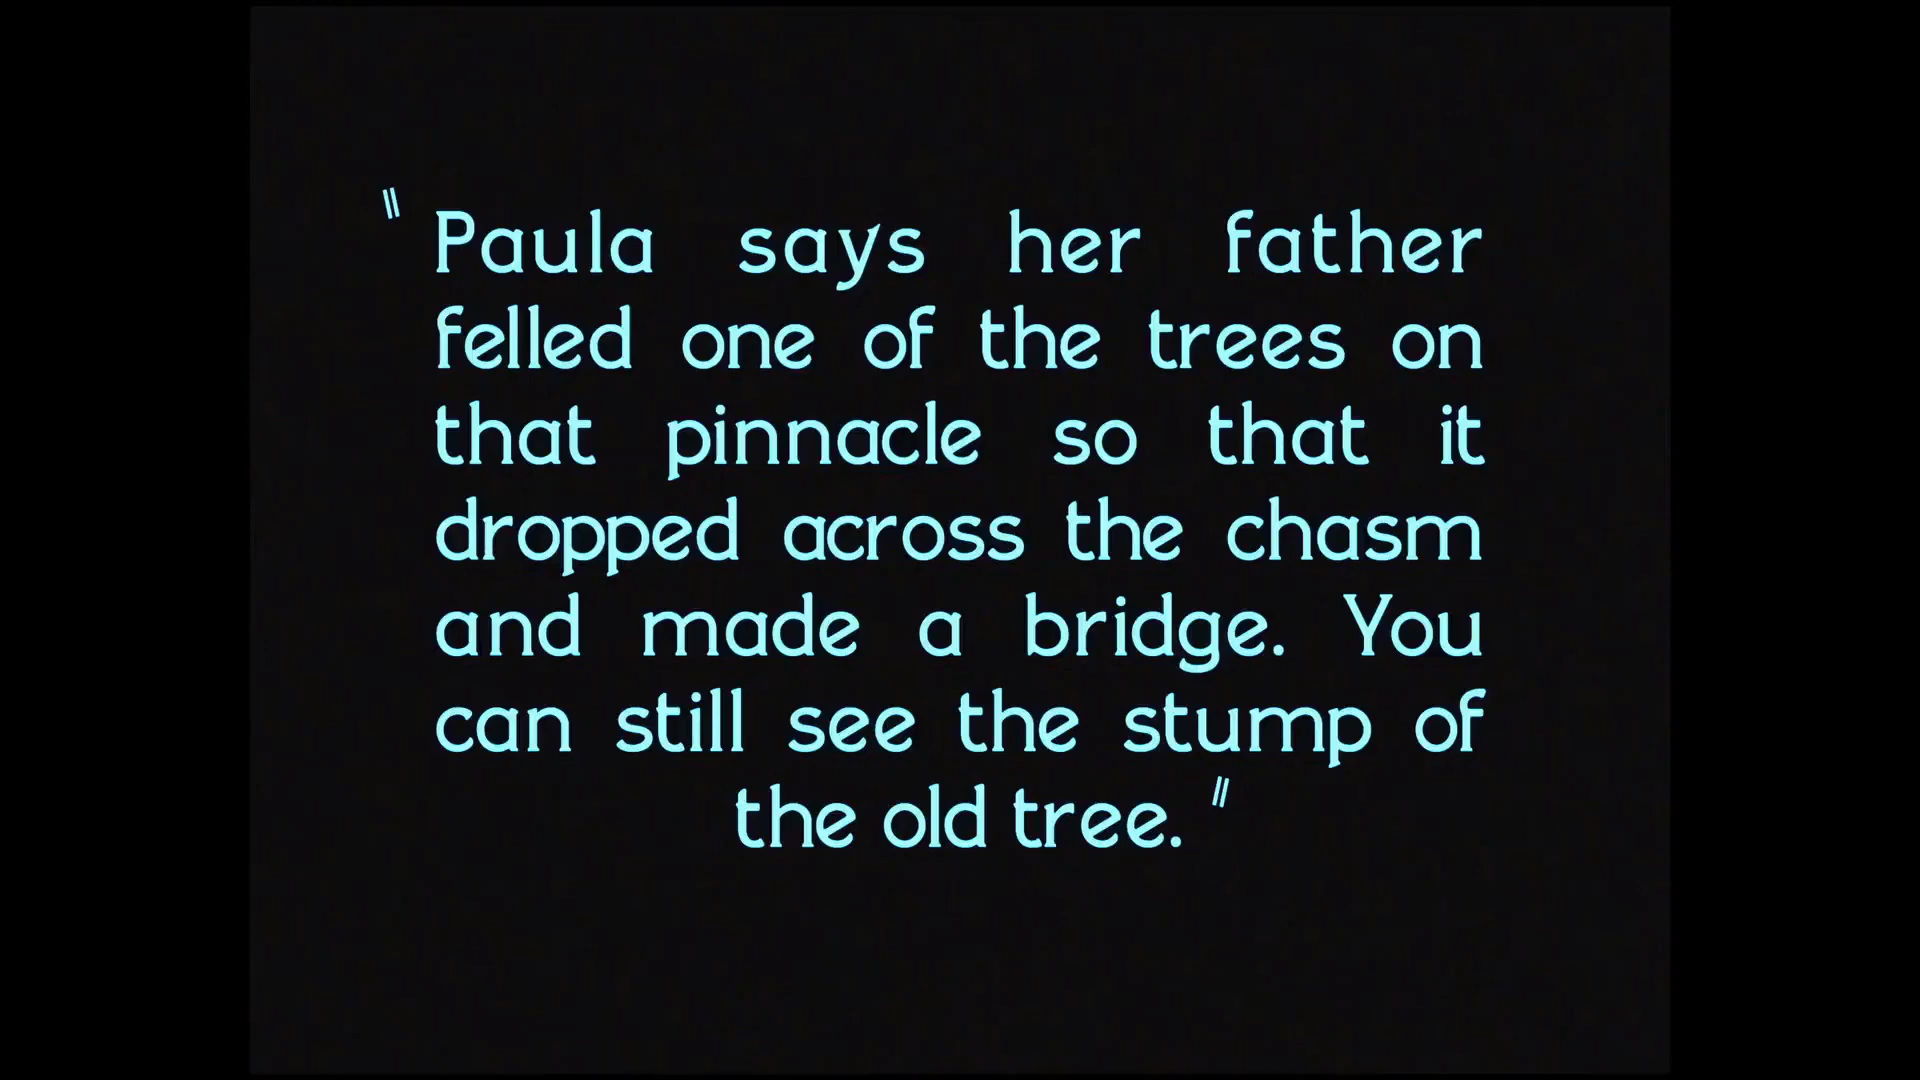 "Paula says her father
felled one of the trees on
that pinnacle so that it
dropped across the chasm
and made a bridge. You
can still see the stump of
the old tree."